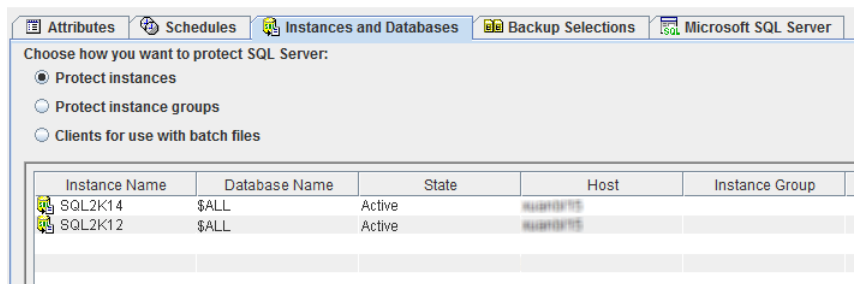 Attributes Schedules Instances and Databases Backup Selections SQL Microsoft SQL Server
Choose how you want to protect SQL Server:
Protect instances
Protect instance groups
Clients for use with batch files
Instance Name Database Name State Host Instance Group
SQL2K14 $ALL Active
SQL2K12 $ALL Active